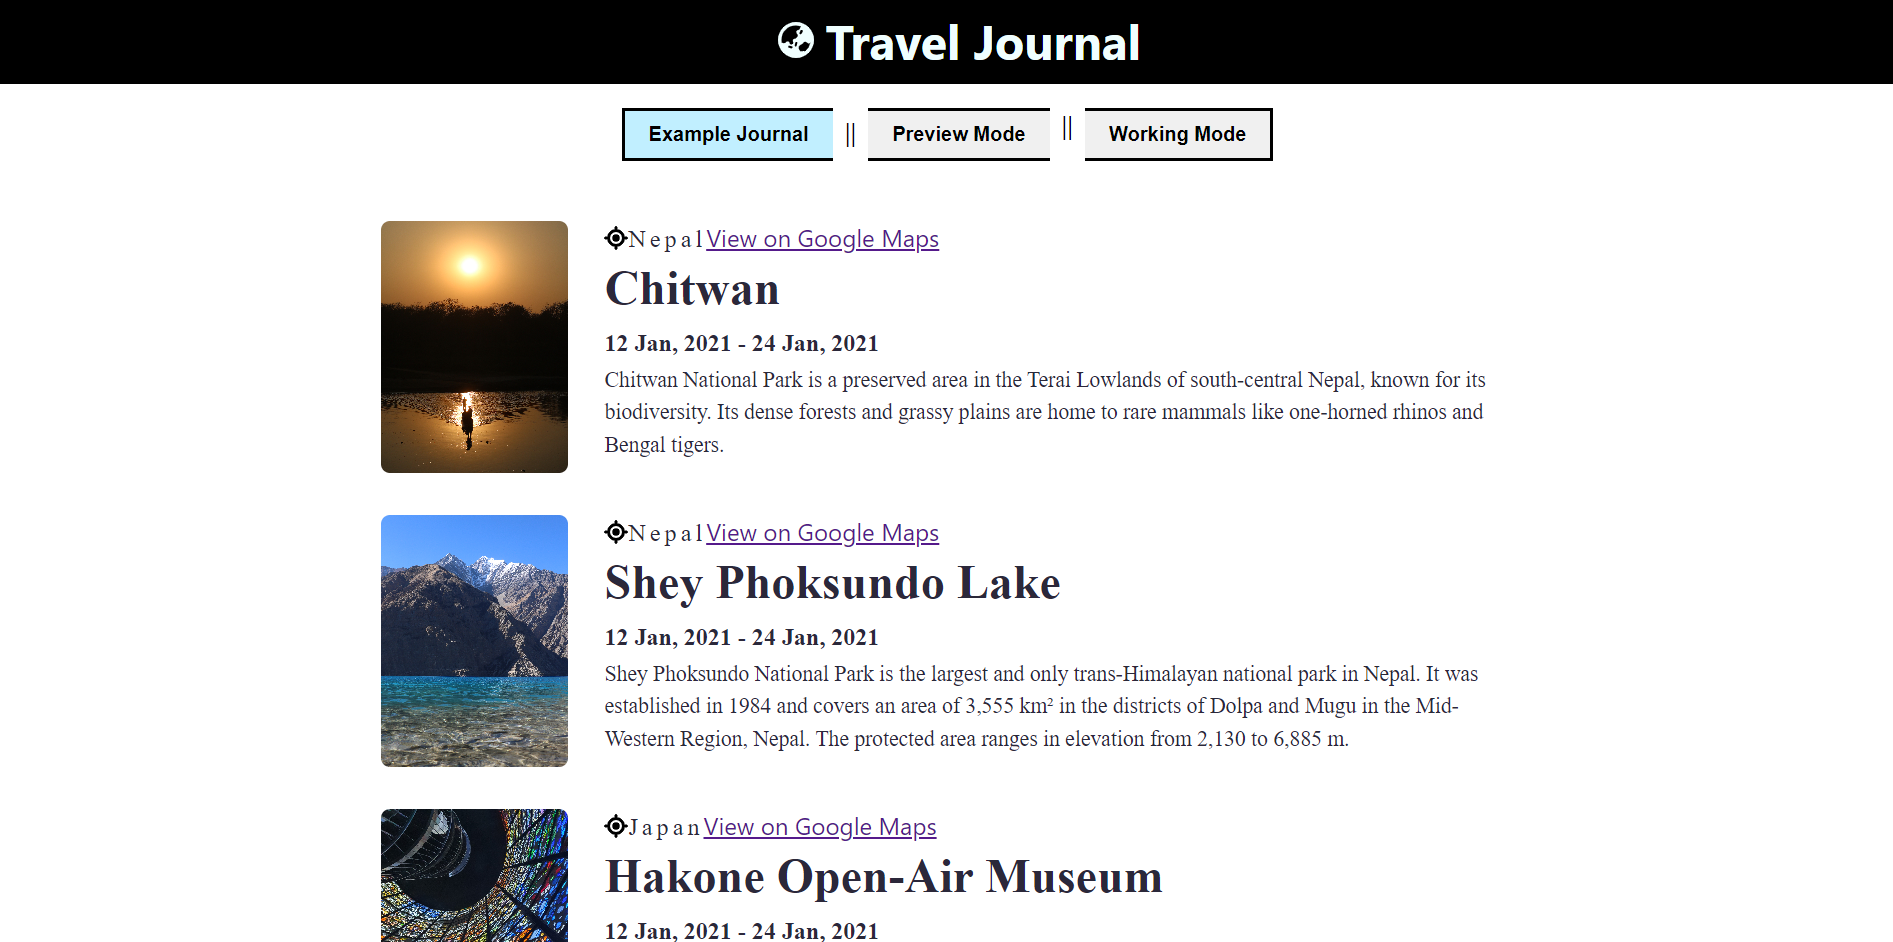 Travel Journal
Example Journal || Preview Mode || Working Mode
Nepal View on Google Maps
Chitwan
12 Jan, 2021 - 24 Jan, 2021
Chitwan National Park is a preserved area in the Terai Lowlands of south-central Nepal, known for its
biodiversity. Its dense forests and grassy plains are home to rare mammals like one-horned rhinos and
Bengal tigers.
Nepal View on Google Maps
Shey Phoksundo Lake
12 Jan, 2021 - 24 Jan, 2021
Shey Phoksundo National Park is the largest and only trans-Himalayan national park in Nepal. It was
established in 1984 and covers an area of 3,555 km² in the districts of Dolpa and Mugu in the Mid-
Western Region, Nepal. The protected area ranges in elevation from 2,130 to 6,885 m.
Japan View on Google Maps
Hakone Open-Air Museum
12 Jan, 2021 - 24 Jan, 2021